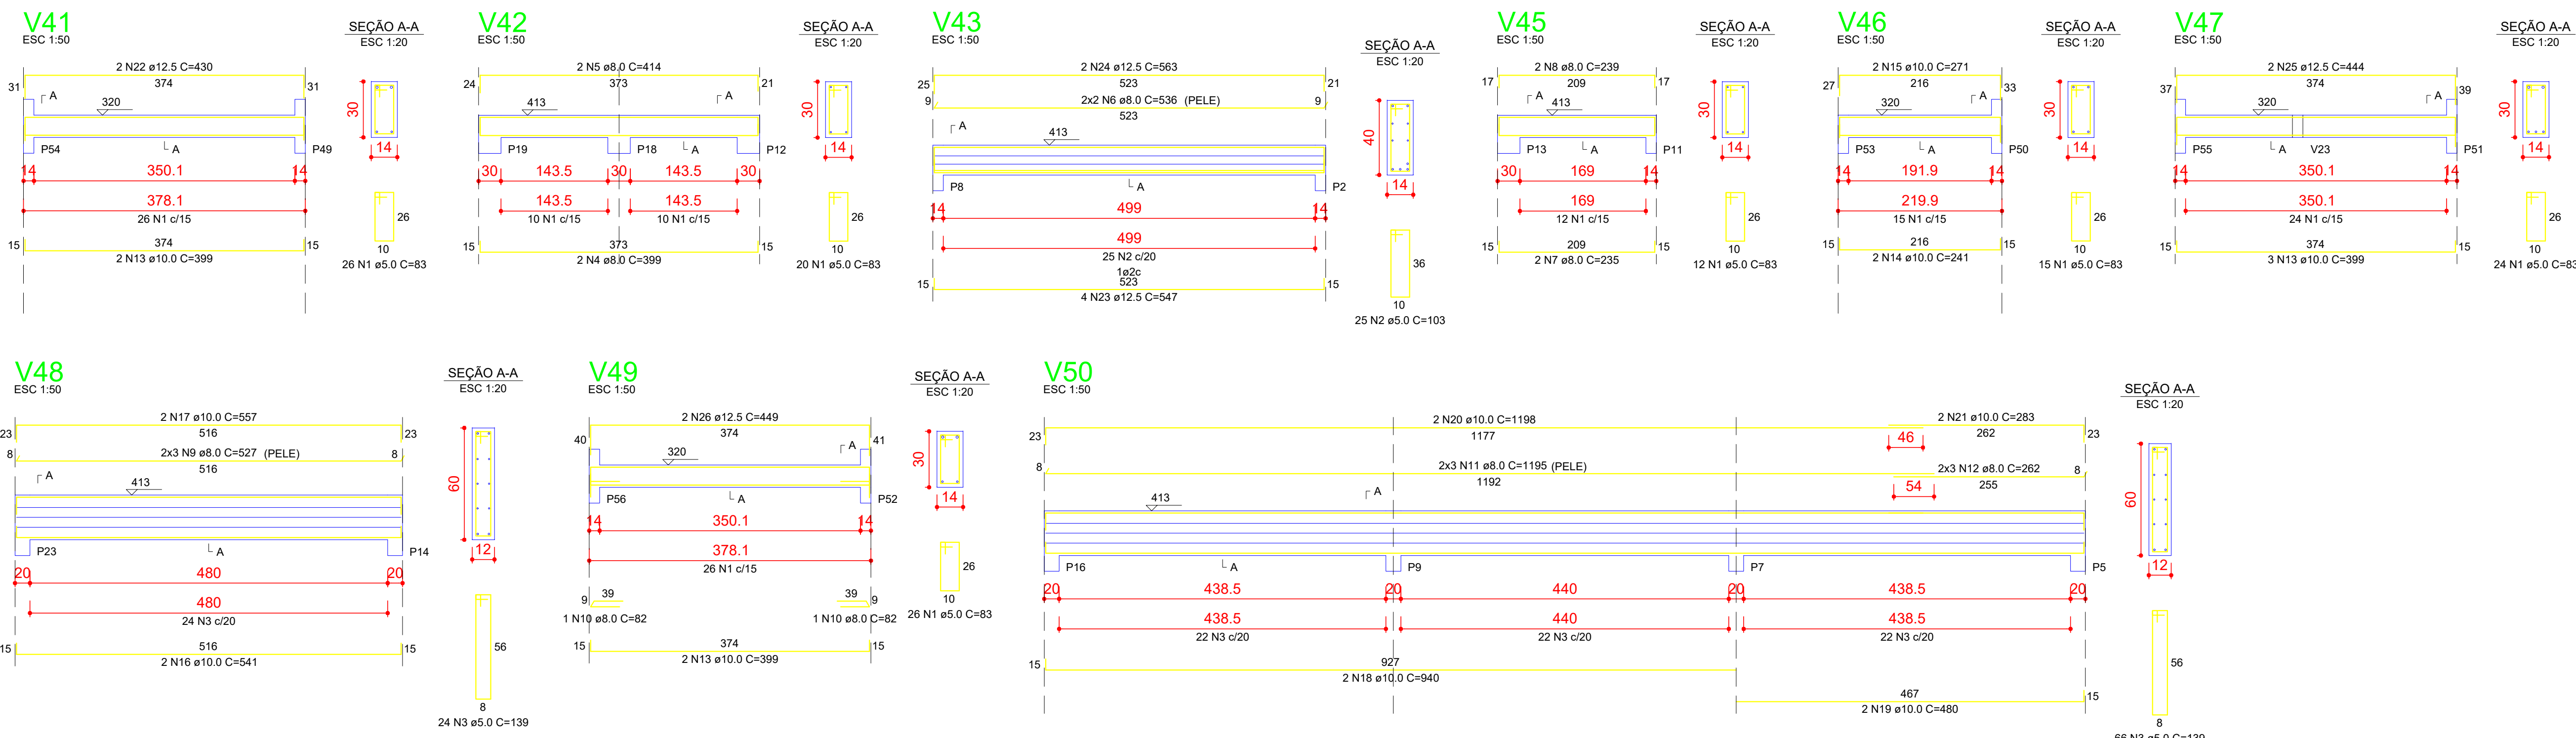 V41
ESC 1:50
SEÇÃO A-A
ESC 1:20
2 N22 ø12.5 C=430
31
374
31
A
320
30
P54
A
P49
14
14
350.1
14
378.1
26 N1 c/15
26
10
15
374
15
2 N13 ø10.0 C=399
26 N1 ø5.0 C=83
V42
ESC 1:50
SEÇÃO A-A
ESC 1:20
2 N5 ø8.0 C=414
24
373
21
A
413
30
P19
P18
A
P12
14
30
143.5
30
143.5
30
143.5
143.5
10 N1 c/15
10 N1 c/15
26
10
15
373
15
2 N4 ø8.0 C=399
20 N1 ø5.0 C=83
V43
ESC 1:50
SEÇÃO A-A
ESC 1:20
2 N24 ø12.5 C=563
25
523
21
9
2x2 N6 ø8.0 C=536 (PELE)
9
523
A
413
40
P8
A
P2
14
14
499
14
499
25 N2 c/20
1ø2c
36
15
523
15
4 N23 ø12.5 C=547
10
25 N2 ø5.0 C=103
V45
ESC 1:50
SEÇÃO A-A
ESC 1:20
2 N8 ø8.0 C=239
17
209
17
A
413
30
P13
A
P11
14
30
169
14
169
12 N1 c/15
26
10
15
209
15
2 N7 ø8.0 C=235
12 N1 ø5.0 C=83
V46
ESC 1:50
SEÇÃO A-A
ESC 1:20
2 N15 ø10.0 C=271
27
216
33
A
320
30
P53
A
P50
14
14
191.9
14
219.9
15 N1 c/15
26
10
15
216
15
2 N14 ø10.0 C=241
15 N1 ø5.0 C=83
V47
ESC 1:50
SEÇÃO A-A
ESC 1:20
2 N25 ø12.5 C=444
37
374
39
A
320
30
P55
A
V23
P51
14
14
350.1
14
350.1
24 N1 c/15
26
10
15
374
15
3 N13 ø10.0 C=399
24 N1 ø5.0 C=83
V48
ESC 1:50
SEÇÃO A-A
ESC 1:20
2 N17 ø10.0 C=557
23
516
23
8
2x3 N9 ø8.0 C=527 (PELE)
8
516
A
413
60
P23
A
P14
12
20
480
20
480
24 N3 c/20
15
516
15
2 N16 ø10.0 C=541
56
8
24 N3 ø5.0 C=139
V49
ESC 1:50
SEÇÃO A-A
ESC 1:20
2 N26 ø12.5 C=449
40
374
41
A
320
30
P56
A
P52
14
14
350.1
14
378.1
26 N1 c/15
26
10
9
39
39
9
1 N10 ø8.0 C=82
1 N10 ø8.0 C=82
26 N1 ø5.0 C=83
15
374
15
2 N13 ø10.0 C=399
V50
ESC 1:50
SEÇÃO A-A
ESC 1:20
2 N20 ø10.0 C=1198
2 N21 ø10.0 C=283
23
1177
46
262
23
8
2x3 N11 ø8.0 C=1195 (PELE)
2x3 N12 ø8.0 C=262
8
1192
54
255
A
413
60
P16
A
P9
P7
P5
12
20
438.5
20
440
20
438.5
20
438.5
440
438.5
22 N3 c/20
22 N3 c/20
22 N3 c/20
15
927
2 N18 ø10.0 C=940
56
467
15
2 N19 ø10.0 C=480
8
66 N3 ø5.0 C=139